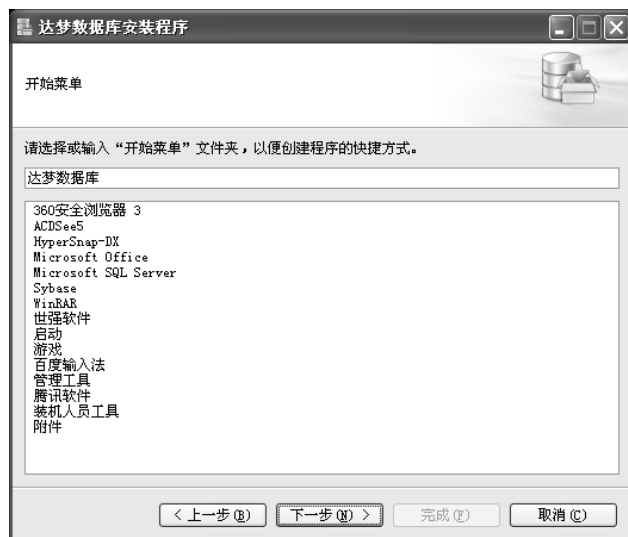 达梦数据库安装程序
开始菜单
请选择或输入“开始菜单”文件夹，以便创建程序的快捷方式。
达梦数据库
360安全浏览器 3
ACDSee5
HyperSnap-DX
Microsoft Office
Microsoft SQL Server
Sybase
WinRAR
世强软件
启动
游戏
百度输入法
管理工具
腾讯软件
装机人员工具
附件
< 上一步(B) 下一步(N) > 完成(F) 取消(C)